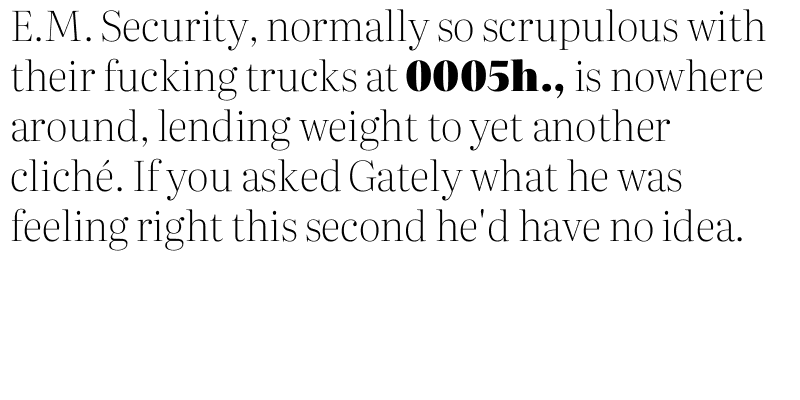 E.M. Security, normally so scrupulous with
their fucking trucks at 0005h., is nowhere
around, lending weight to yet another
cliché. If you asked Gately what he was
feeling right this second he'd have no idea.